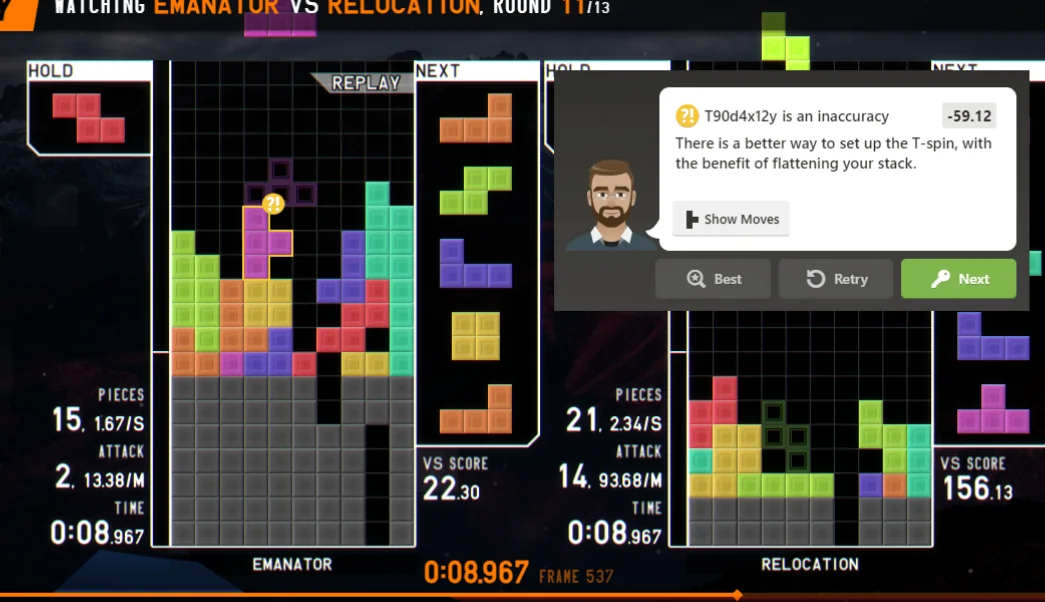 WATCHING EMANATOR VS RELOCATION, ROUND 11/13
HOLD
REPLAY
NEXT
HOLD
NEXT
?! T90d4x12y is an inaccuracy
-59.12
There is a better way to set up the T-spin, with
the benefit of flattening your stack.
Show Moves
Best
Retry
Next
?!
PIECES
15, 1.67/S
ATTACK
2, 13.38/M
TIME
0:08.967
VS SCORE
22.30
PIECES
21, 2.34/S
ATTACK
14, 93.68/M
TIME
0:08.967
VS SCORE
156.13
EMANATOR
0:08.967 FRAME 537
RELOCATION